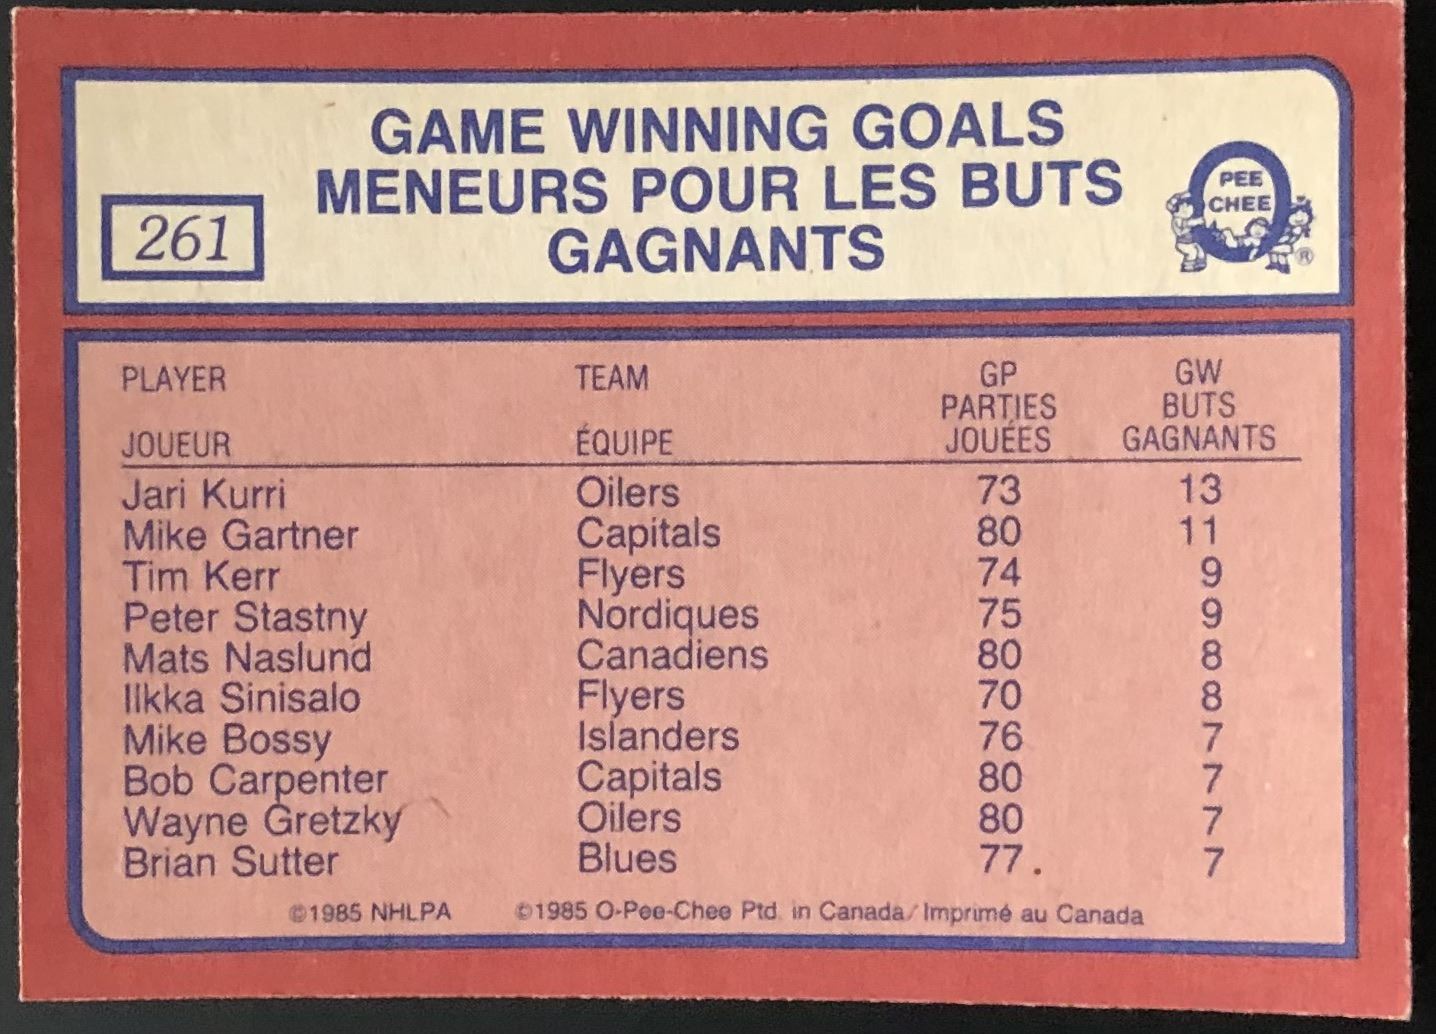 GAME WINNING GOALS
MENEURS POUR LES BUTS
GAGNANTS
261
PEE
CHEE
®
PLAYER TEAM GP GW
PARTIES BUTS
JOUEUR ÉQUIPE JOUÉES GAGNANTS
Jari Kurri Oilers 73 13
Mike Gartner Capitals 80 11
Tim Kerr Flyers 74 9
Peter Stastny Nordiques 75 9
Mats Naslund Canadiens 80 8
Ilkka Sinisalo Flyers 70 8
Mike Bossy Islanders 76 7
Bob Carpenter Capitals 80 7
Wayne Gretzky Oilers 80 7
Brian Sutter Blues 77 7
©1985 NHLPA ©1985 O-Pee-Chee Ptd. in Canada/Imprimé au Canada